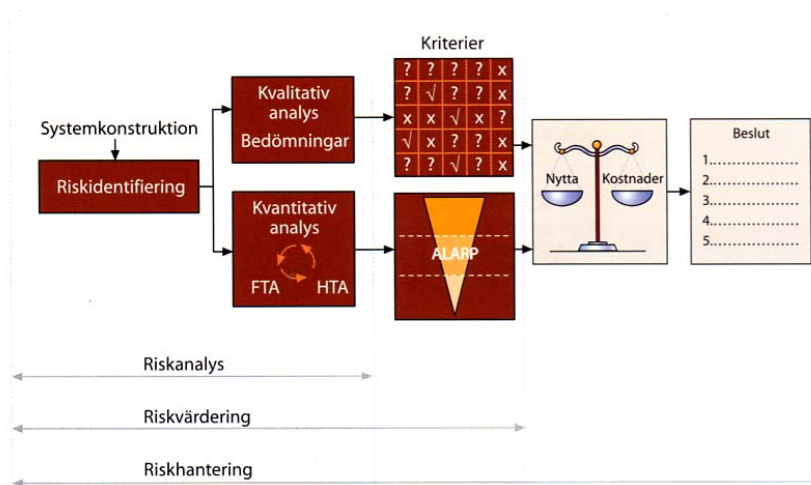 Kriterier
? ? ? ? x
? √ ? ? x
x x √ x ?
√ x ? ? x
? ? √ ? x
Kvalitativ
analys
Bedömningar
Systemkonstruktion
Riskidentifiering
Kvantitativ
analys
FTA HTA
ALARP
Nytta Kostnader
Beslut
1...............
2...............
3...............
4...............
5...............
Riskanalys
Riskvärdering
Riskhantering